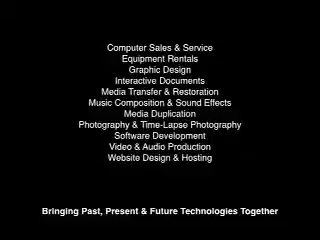 Computer Sales & Service
Equipment Rentals
Graphic Design
Interactive Documents
Media Transfer & Restoration
Music Composition & Sound Effects
Media Duplication
Photography & Time-Lapse Photography
Software Development
Video & Audio Production
Website Design & Hosting
Bringing Past, Present & Future Technologies Together